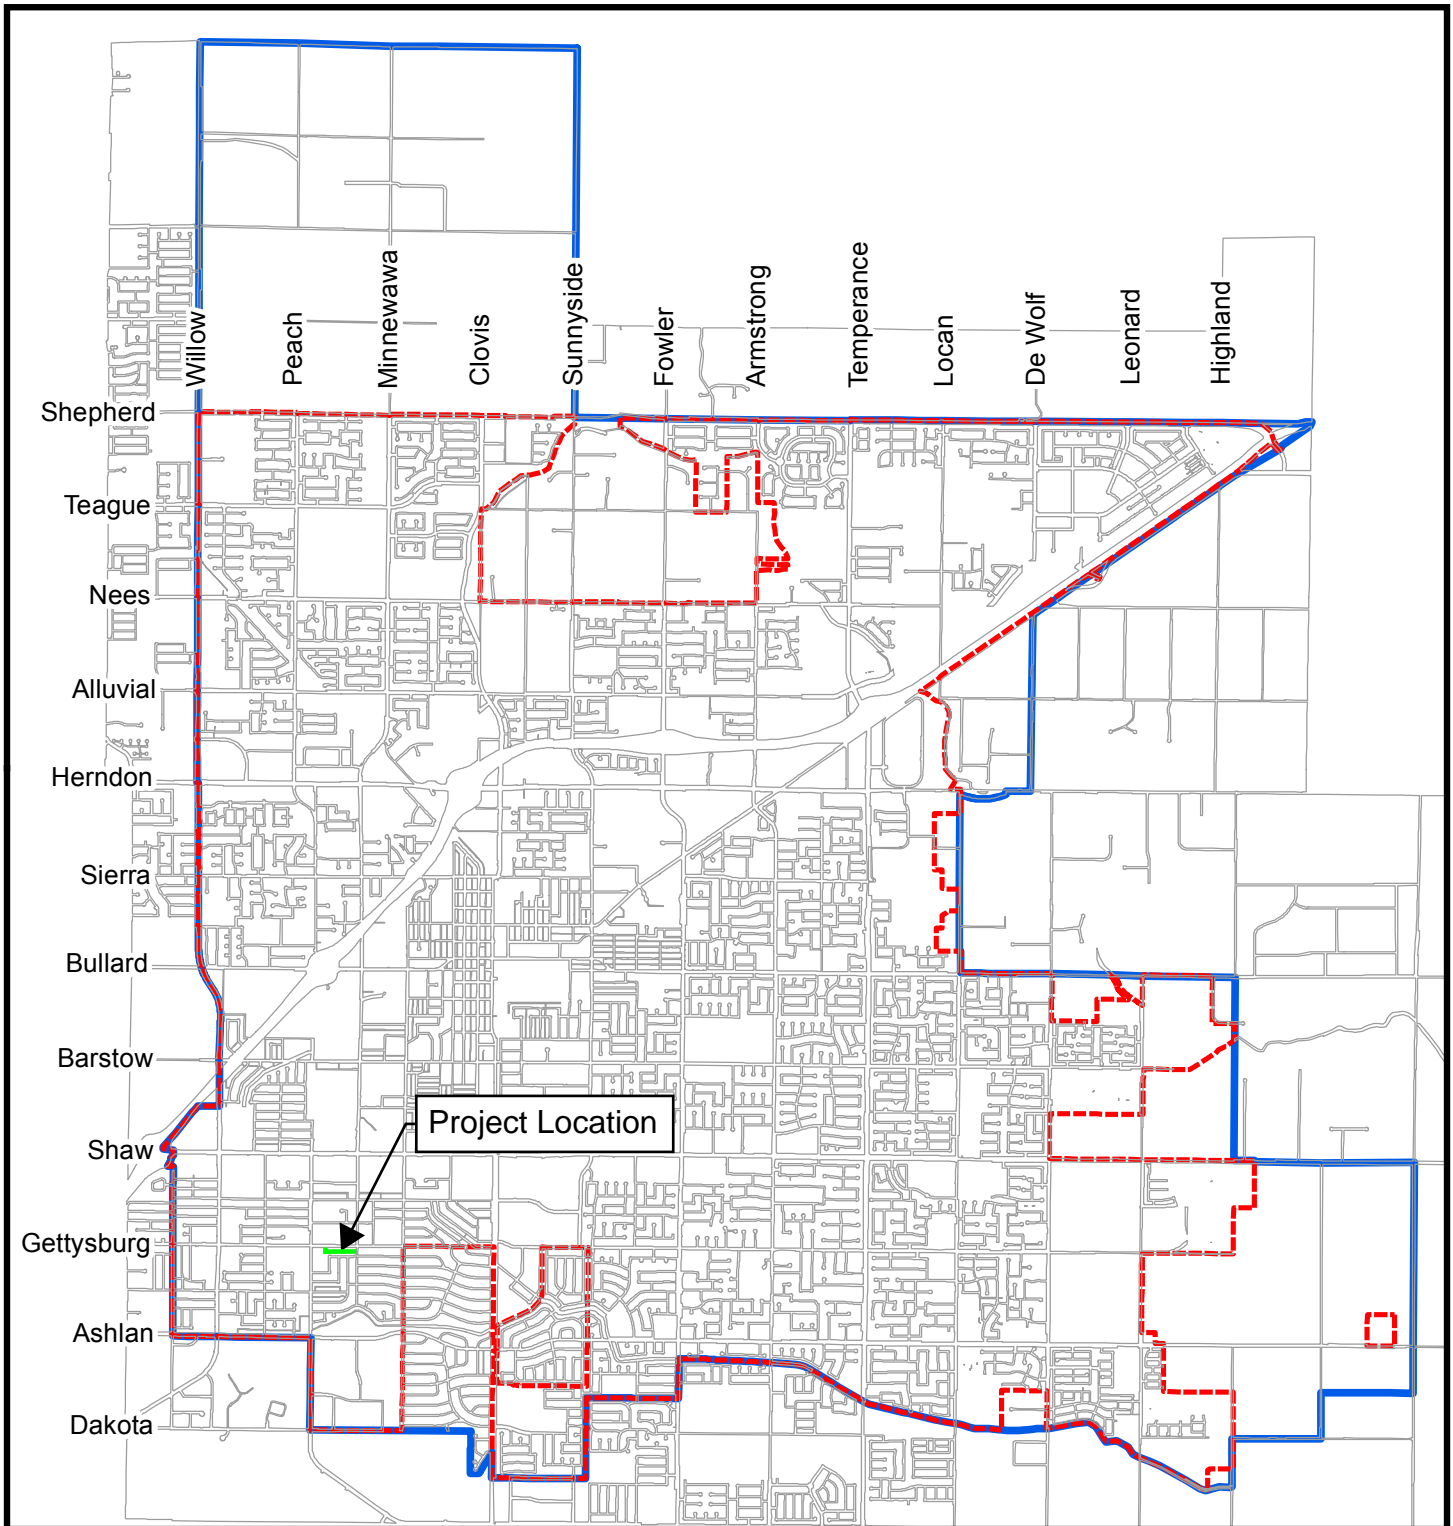 Willow
Peach
Minnewawa
Clovis
Sunnyside
Fowler
Armstrong
Temperance
Locan
De Wolf
Leonard
Highland
Shepherd
Teague
Nees
Alluvial
Herndon
Sierra
Bullard
Barstow
Shaw
Gettysburg
Ashlan
Dakota
Project Location